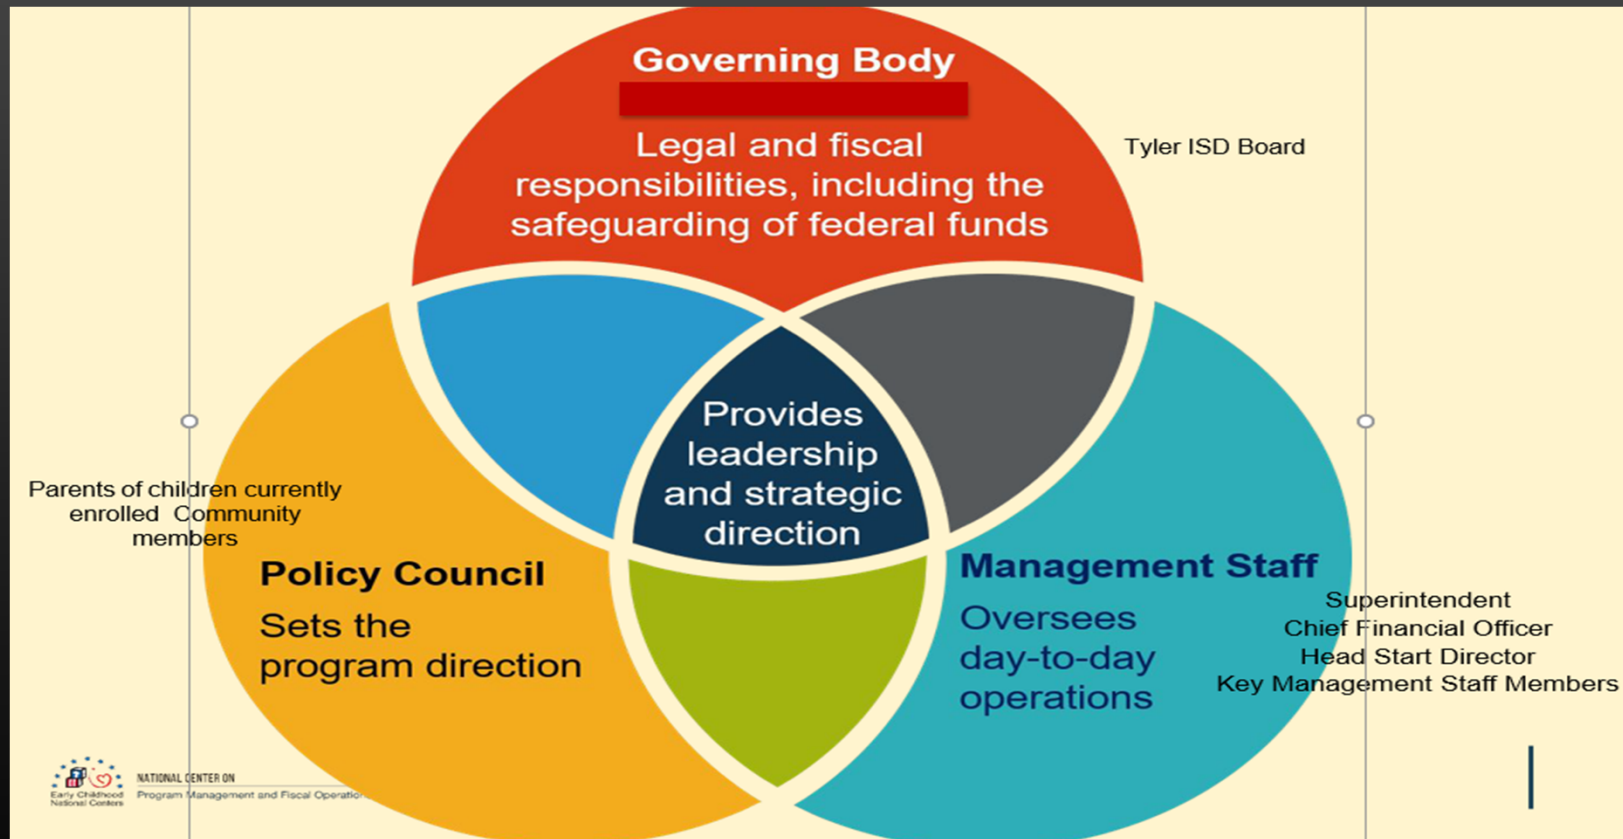 Governing Body
Legal and fiscal
responsibilities, including the
safeguarding of federal funds
Tyler ISD Board
Provides
leadership
and strategic
direction
Parents of children currently
enrolled  Community
members
Policy Council
Sets the
program direction
Management Staff
Oversees
day-to-day
operations
Superintendent
Chief Financial Officer
Head Start Director
Key Management Staff Members
Early Childhood
National Centers
NATIONAL CENTER ON
Program Management and Fiscal Operatio